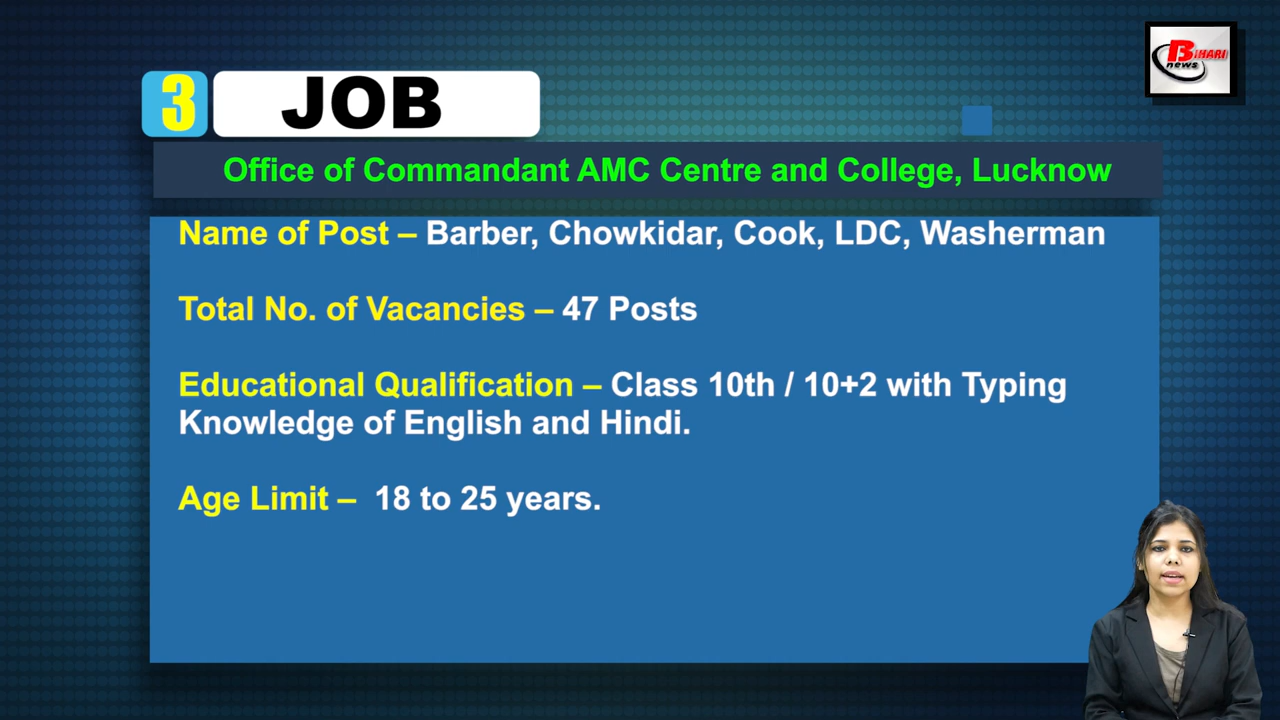 BIHARI
news
3 JOB
Office of Commandant AMC Centre and College, Lucknow
Name of Post – Barber, Chowkidar, Cook, LDC, Washerman
Total No. of Vacancies – 47 Posts
Educational Qualification – Class 10th / 10+2 with Typing
Knowledge of English and Hindi.
Age Limit – 18 to 25 years.